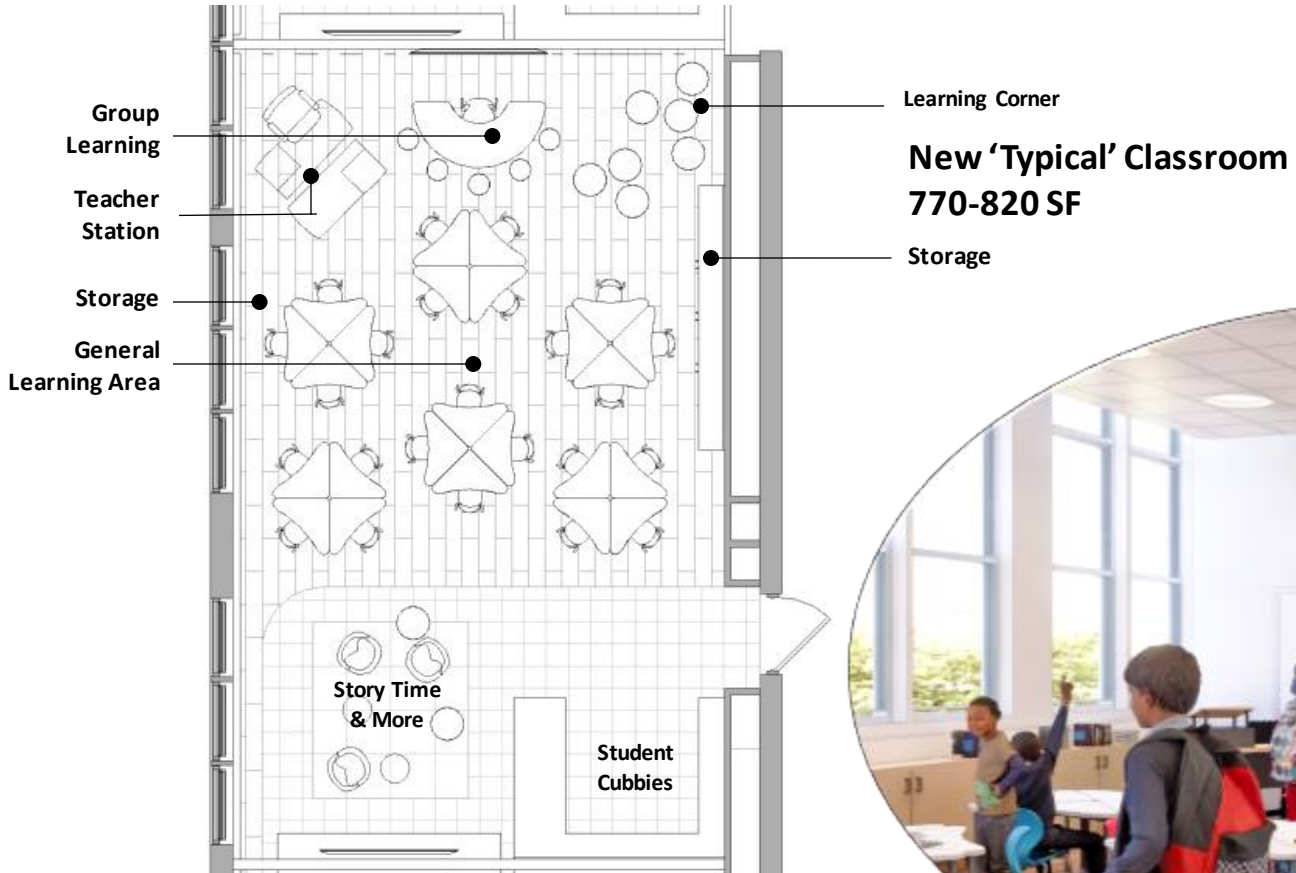 Group
Learning
Teacher
Station
Storage
General
Learning Area
Learning Corner
New ‘Typical’ Classroom
770-820 SF
Storage
Story Time
& More
Student
Cubbies